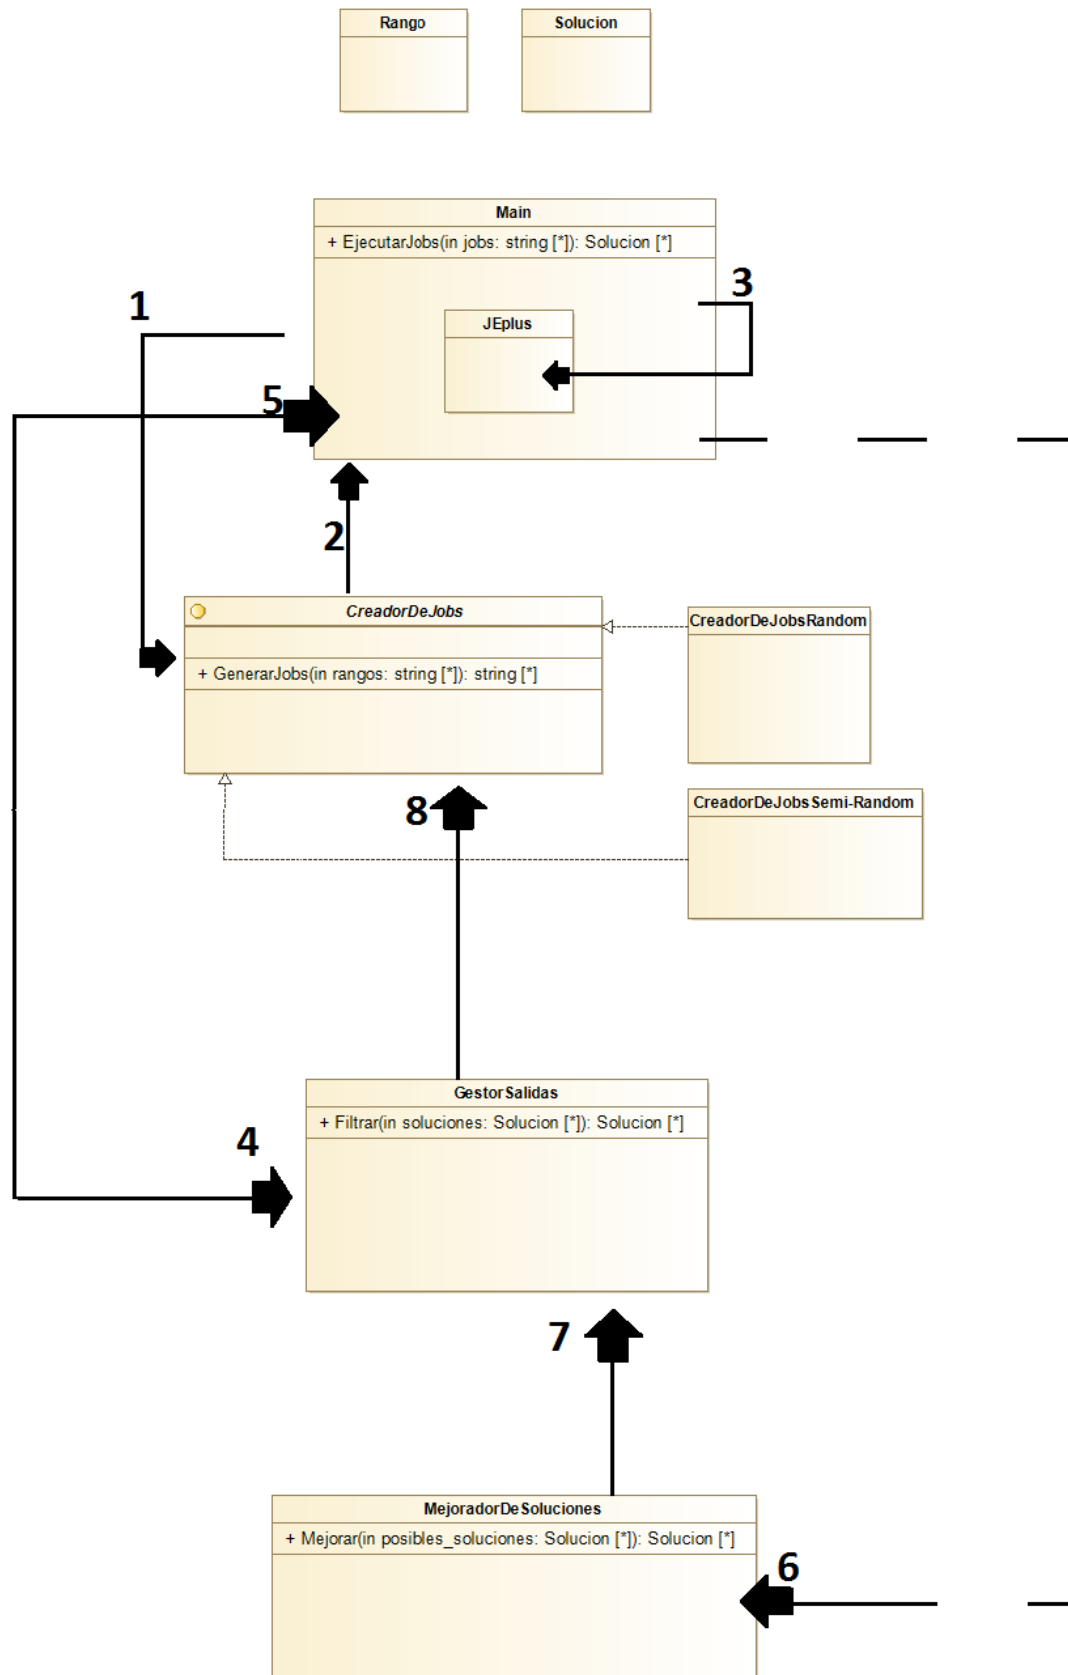 Rango
Solucion
Main
+ EjecutarJobs(in jobs: string [*]): Solucion [*]
3
1
JEplus
5
2
CreadorDeJobs
CreadorDeJobsRandom
+ GenerarJobs(in rangos: string [*]): string [*]
8
CreadorDeJobsSemi-Random
GestorSalidas
+ Filtrar(in soluciones: Solucion [*]): Solucion [*]
4
7
MejoradorDeSoluciones
+ Mejorar(in posibles_soluciones: Solucion [*]): Solucion [*]
6